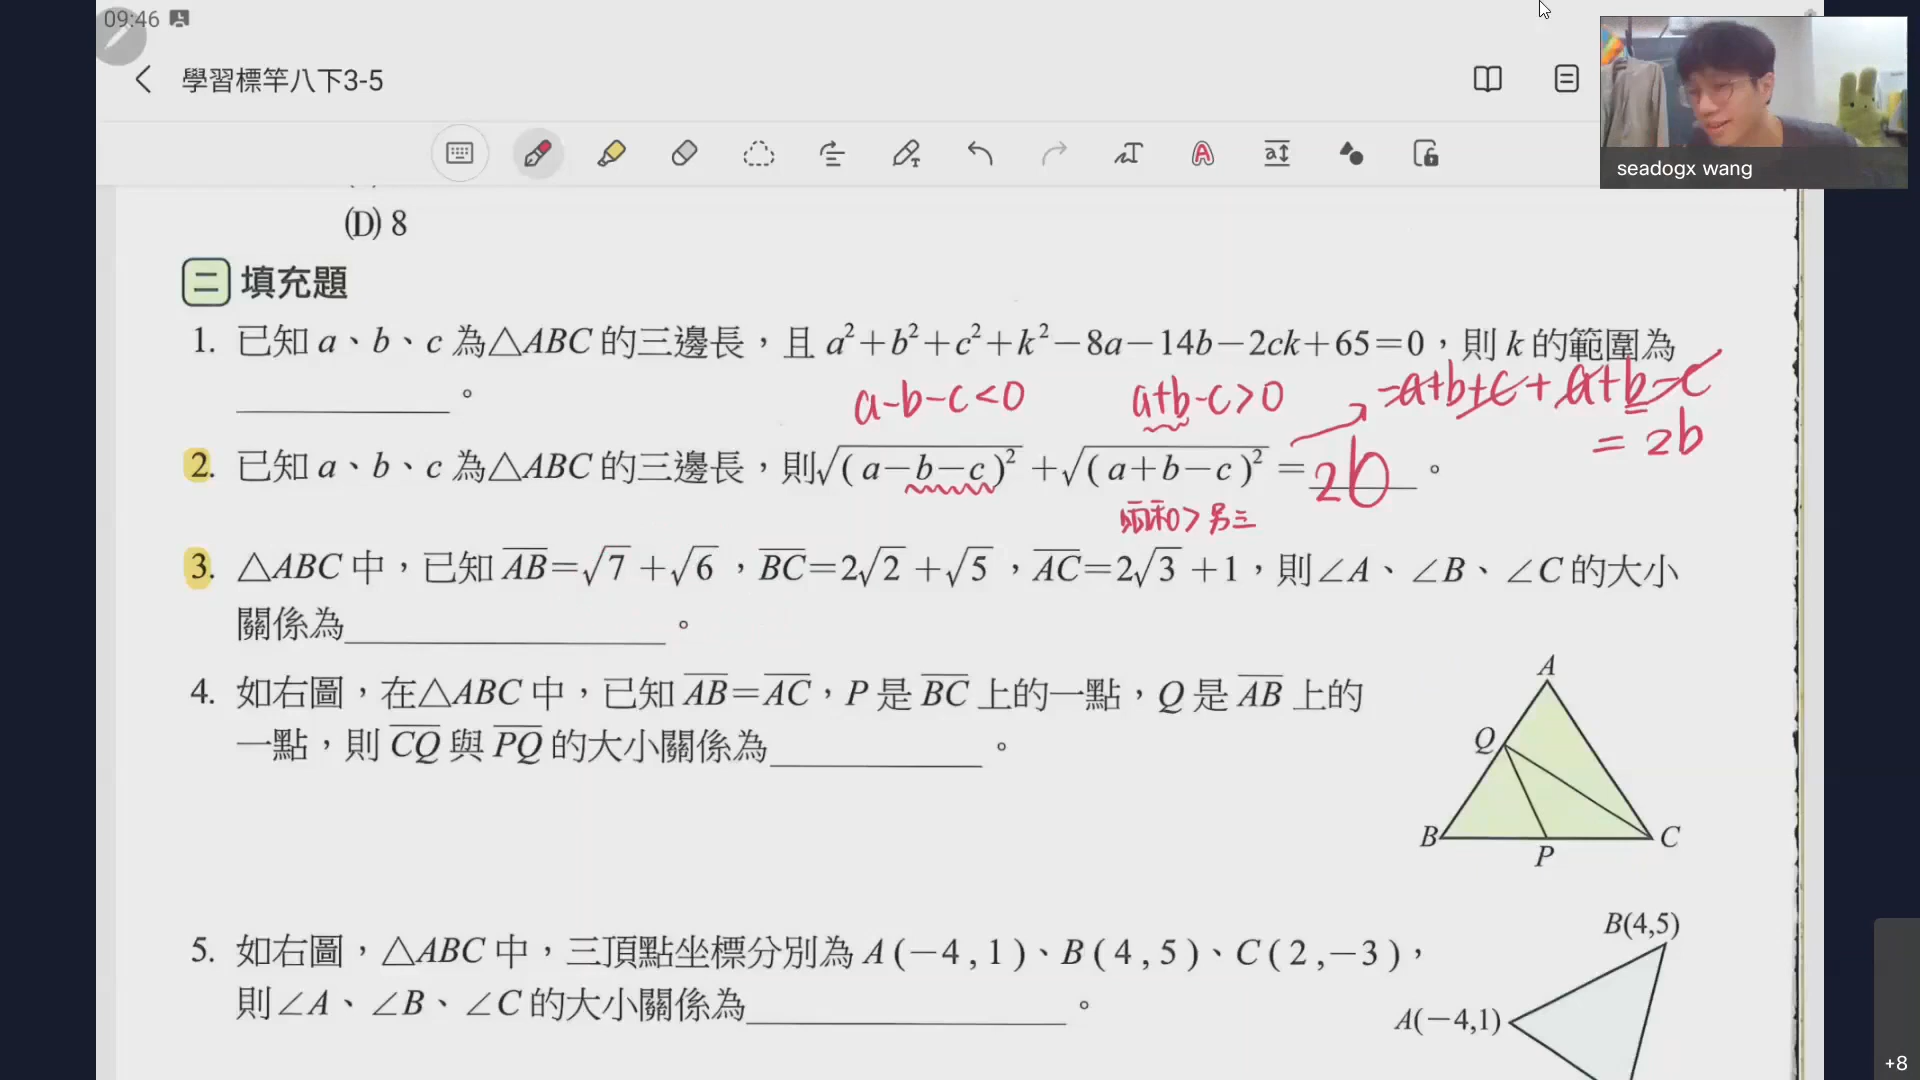 09:46
學習標竿八下3-5
seadogx wang
(D) 8
二 填充題
1. 已知 a、b、c 為△ABC 的三邊長，且 a²+b²+c²+k²−8a−14b−2ck+65=0，則 k 的範圍為
________。
a-b-c<0
a+b-c>0
-a+b+c+a+b-c
= 2b
2. 已知 a、b、c 為△ABC 的三邊長，則√(a−b−c)² +√(a+b−c)² = 2b 。
3. △ABC 中，已知 AB=√7+√6，BC=2√2+√5，AC=2√3+1，則∠A、∠B、∠C 的大小
關係為________。
4. 如右圖，在△ABC 中，已知 AB=AC，P 是 BC 上的一點，Q 是 AB 上的
一點，則 CQ 與 PQ 的大小關係為________。
A
Q
B
P
C
5. 如右圖，△ABC 中，三頂點坐標分別為 A(−4,1)、B(4,5)、C(2,−3)，
則∠A、∠B、∠C 的大小關係為________。
B(4,5)
A(−4,1)
+8